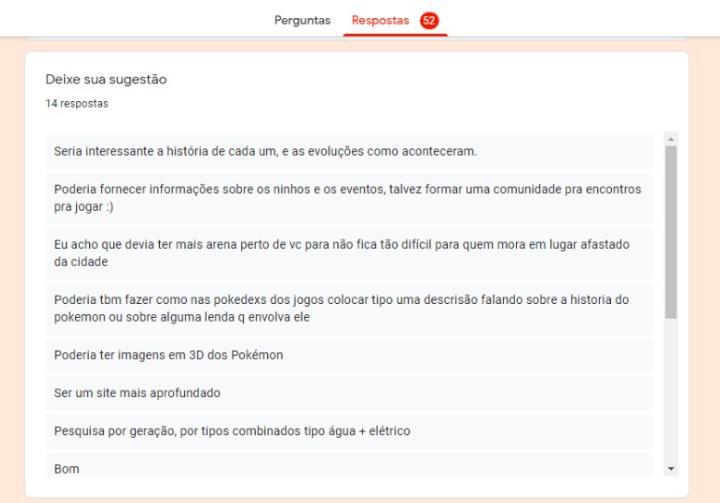 Perguntas Respostas 52
Deixe sua sugestão
14 respostas
Seria interessante a história de cada um, e as evoluções como aconteceram.
Poderia fornecer informações sobre os ninhos e os eventos, talvez formar uma comunidade pra encontros
pra jogar :)
Eu acho que devia ter mais arena perto de vc para não fica tão difícil para quem mora em lugar afastado
da cidade
Poderia tbm fazer como nas pokedexs dos jogos colocar tipo uma descrisão falando sobre a historia do
pokemon ou sobre alguma lenda q envolva ele
Poderia ter imagens em 3D dos Pokémon
Ser um site mais aprofundado
Pesquisa por geração, por tipos combinados tipo água + elétrico
Bom